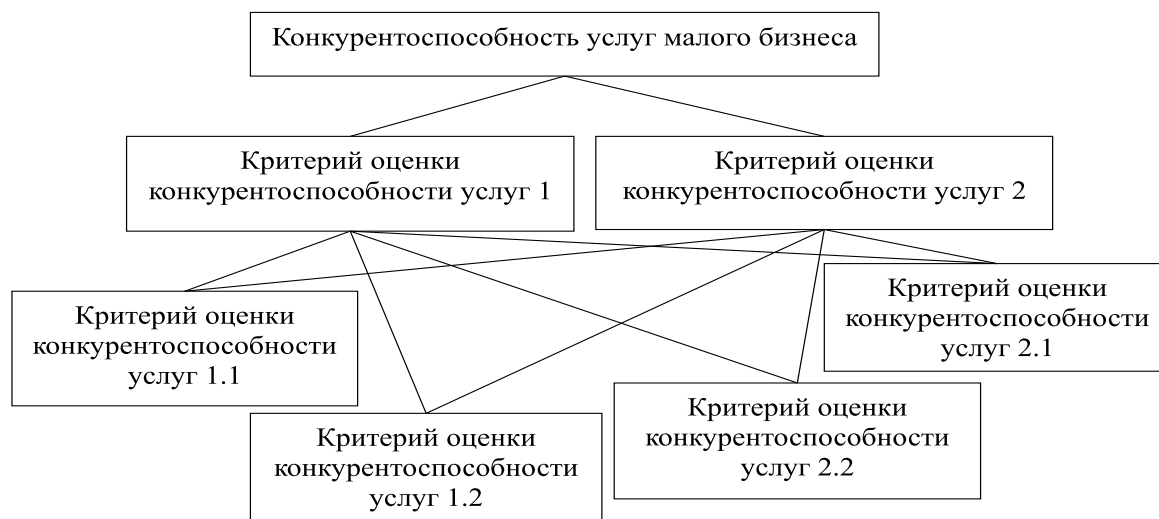 Конкурентоспособность услуг малого бизнеса
Критерий оценки
конкурентоспособности услуг 1
Критерий оценки
конкурентоспособности услуг 2
Критерий оценки
конкурентоспособности
услуг 1.1
Критерий оценки
конкурентоспособности
услуг 1.2
Критерий оценки
конкурентоспособности
услуг 2.2
Критерий оценки
конкурентоспособности
услуг 2.1